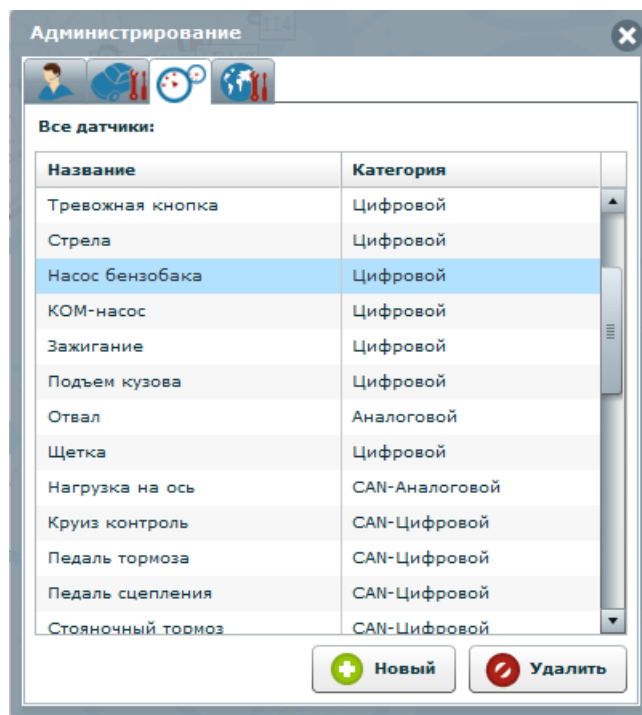 Администрирование
Все датчики:
Название Категория
Тревожная кнопка Цифровой
Стрела Цифровой
Насос бензобака Цифровой
КОМ-насос Цифровой
Зажигание Цифровой
Подъем кузова Цифровой
Отвал Аналоговой
Щетка Цифровой
Нагрузка на ось CAN-Аналоговой
Круиз контроль CAN-Цифровой
Педаль тормоза CAN-Цифровой
Педаль сцепления CAN-Цифровой
Стояночный тормоз CAN-Цифровой
Новый Удалить